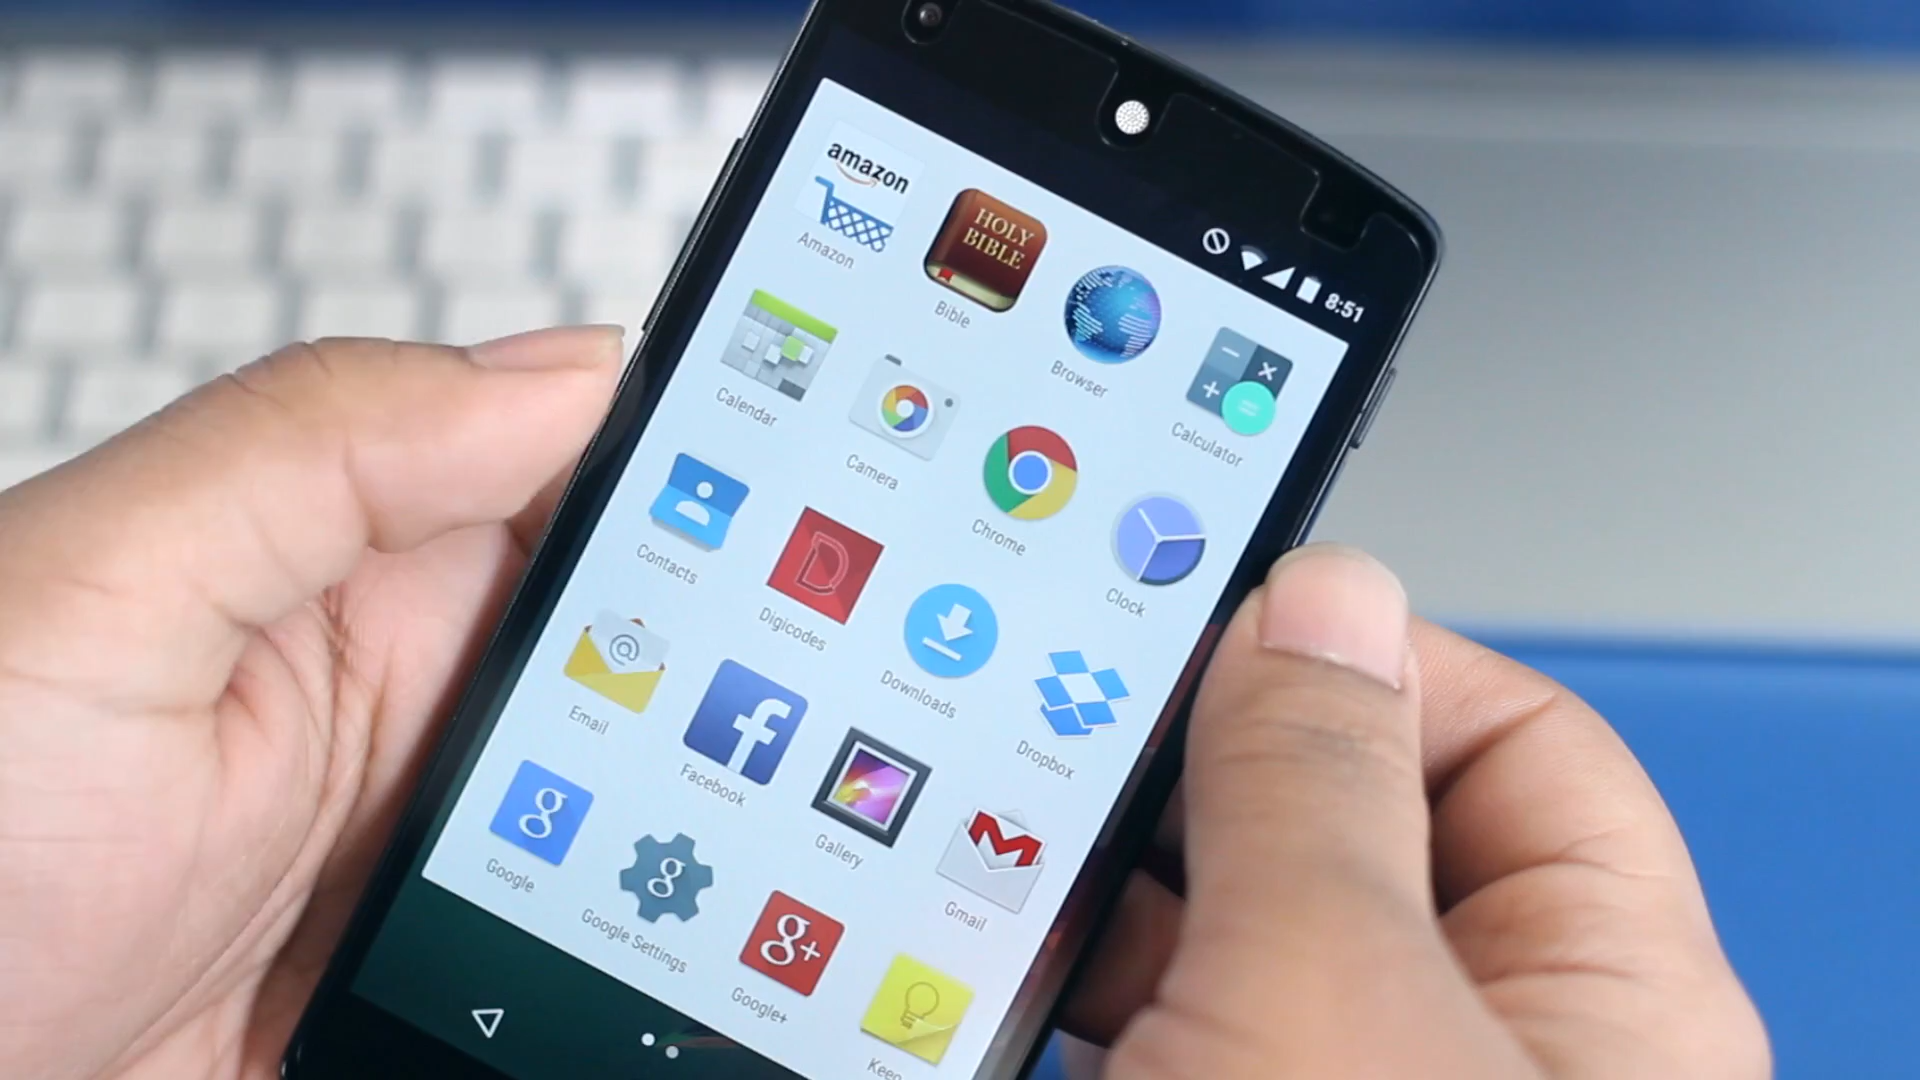 8:51
amazon
Amazon
HOLY
BIBLE
Bible
Browser
Calculator
Calendar
Camera
Chrome
Clock
Contacts
D
Digicodes
Downloads
Dropbox
@
Email
f
Facebook
Gallery
M
Gmail
g
Google
g
Google Settings
g+
Google+
Keep